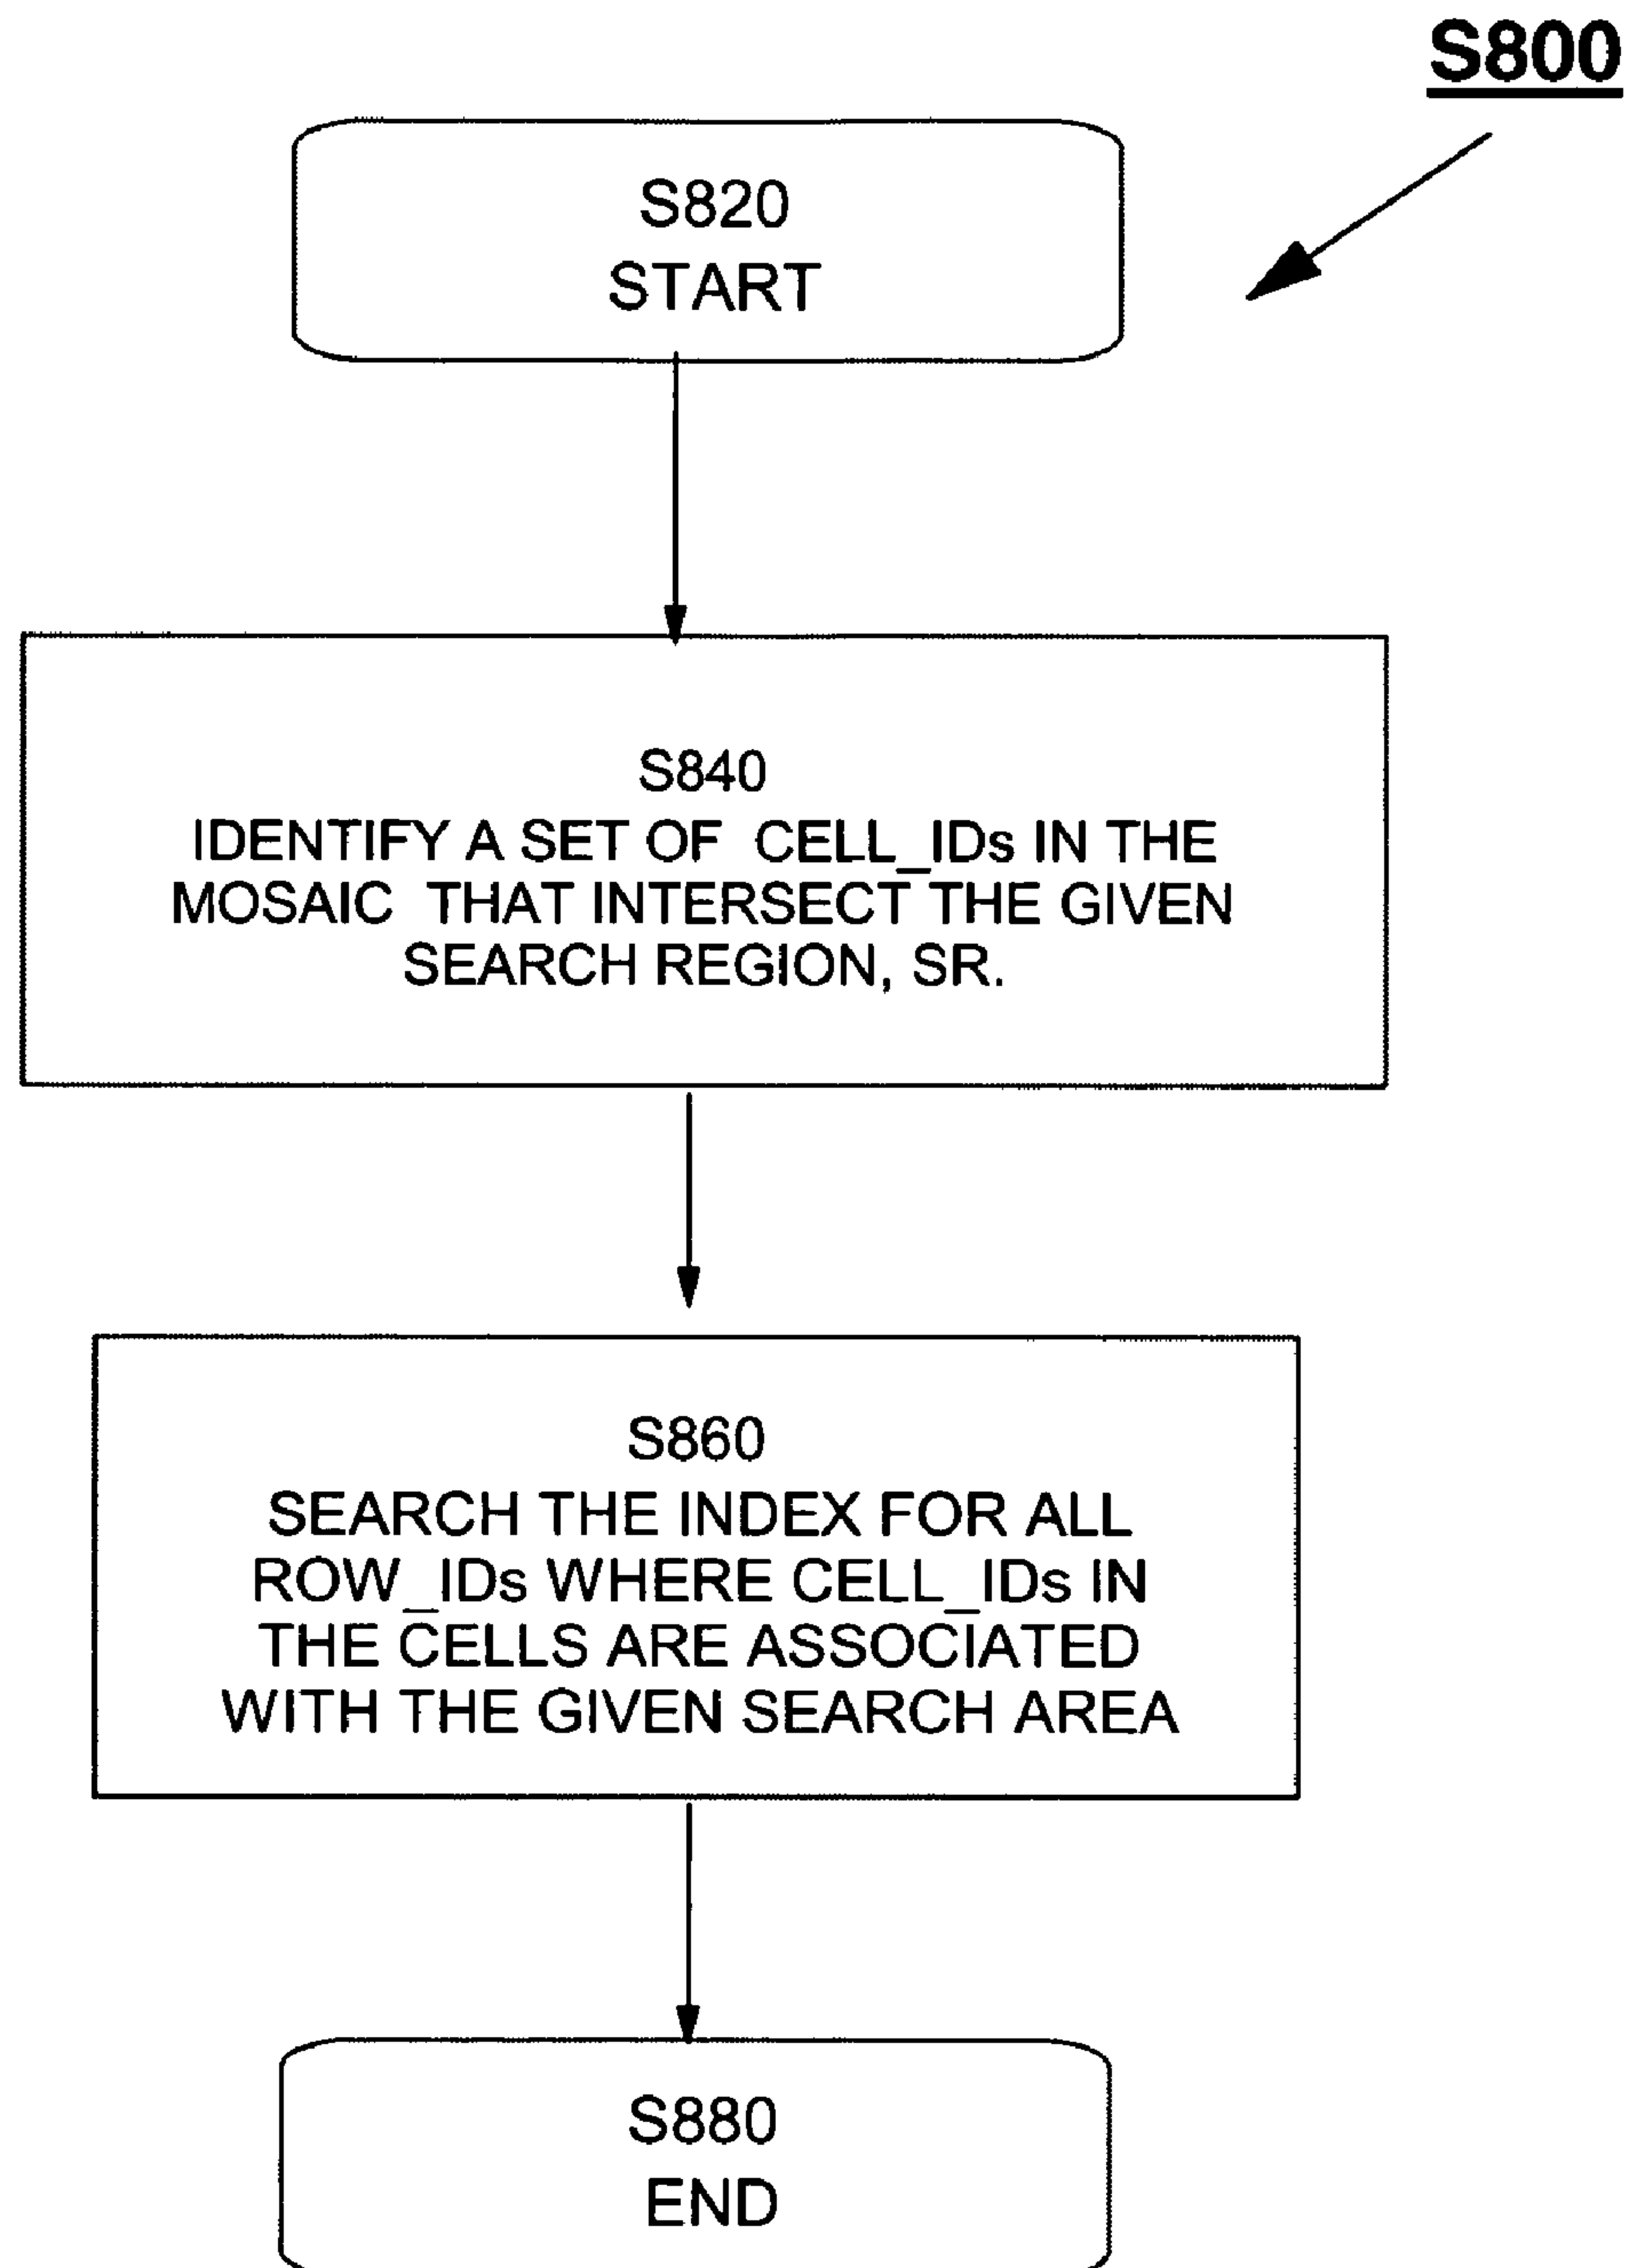 S800
S820
START
S840
IDENTIFY A SET OF CELL_IDs IN THE
MOSAIC THAT INTERSECT THE GIVEN
SEARCH REGION, SR.
S860
SEARCH THE INDEX FOR ALL
ROW_IDs WHERE CELL_IDs IN
THE CELLS ARE ASSOCIATED
WITH THE GIVEN SEARCH AREA
S880
END